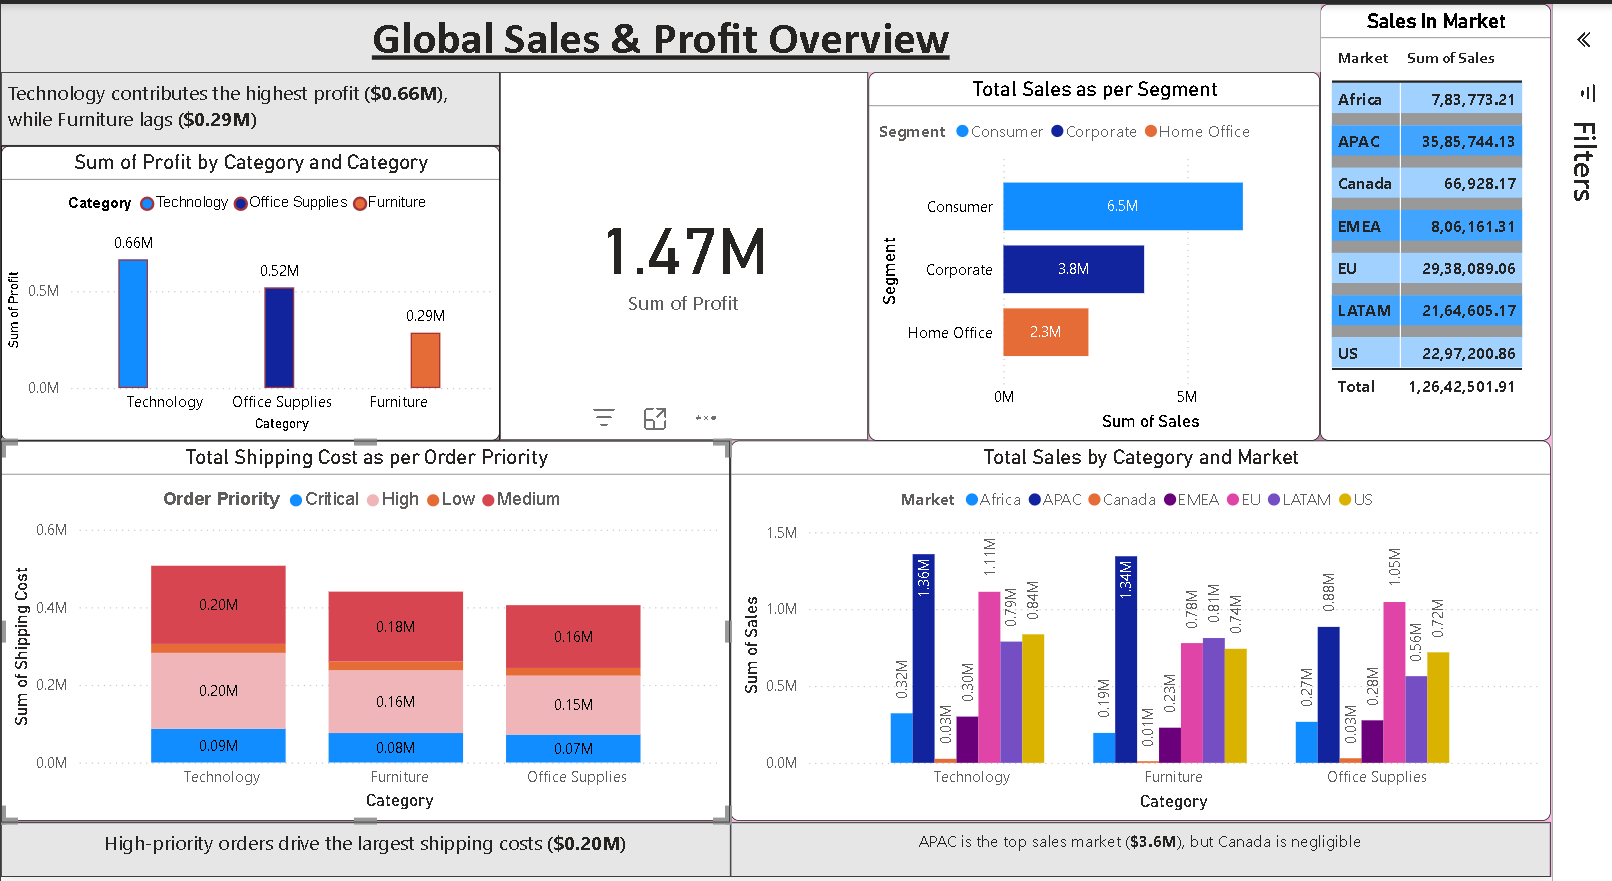 Global Sales & Profit Overview
Technology contributes the highest profit ($0.66M),
while Furniture lags ($0.29M)
Sum of Profit by Category and Category
Category Technology Office Supplies Furniture
Sum of Profit
0.5M
0.0M
0.66M
0.52M
0.29M
Technology Office Supplies Furniture
Category
1.47M
Sum of Profit
Total Sales as per Segment
Segment Consumer Corporate Home Office
Segment
Consumer 6.5M
Corporate 3.8M
Home Office 2.3M
0M 5M
Sum of Sales
Sales In Market
Market Sum of Sales
Africa 7,83,773.21
APAC 35,85,744.13
Canada 66,928.17
EMEA 8,06,161.31
EU 29,38,089.06
LATAM 21,64,605.17
US 22,97,200.86
Total 1,26,42,501.91
Filters
Total Shipping Cost as per Order Priority
Order Priority Critical High Low Medium
Sum of Shipping Cost
0.6M
0.4M
0.2M
0.0M
0.20M 0.18M 0.16M
0.20M 0.16M 0.15M
0.09M 0.08M 0.07M
Technology Furniture Office Supplies
Category
Total Sales by Category and Market
Market Africa APAC Canada EMEA EU LATAM US
Sum of Sales
1.5M
1.0M
0.5M
0.0M
0.32M 1.36M 0.03M 0.30M 1.11M 0.79M 0.84M
0.19M 1.34M 0.01M 0.23M 0.78M 0.81M 0.74M
0.27M 0.88M 0.03M 0.28M 1.05M 0.56M 0.72M
Technology Furniture Office Supplies
Category
High-priority orders drive the largest shipping costs ($0.20M)
APAC is the top sales market ($3.6M), but Canada is negligible